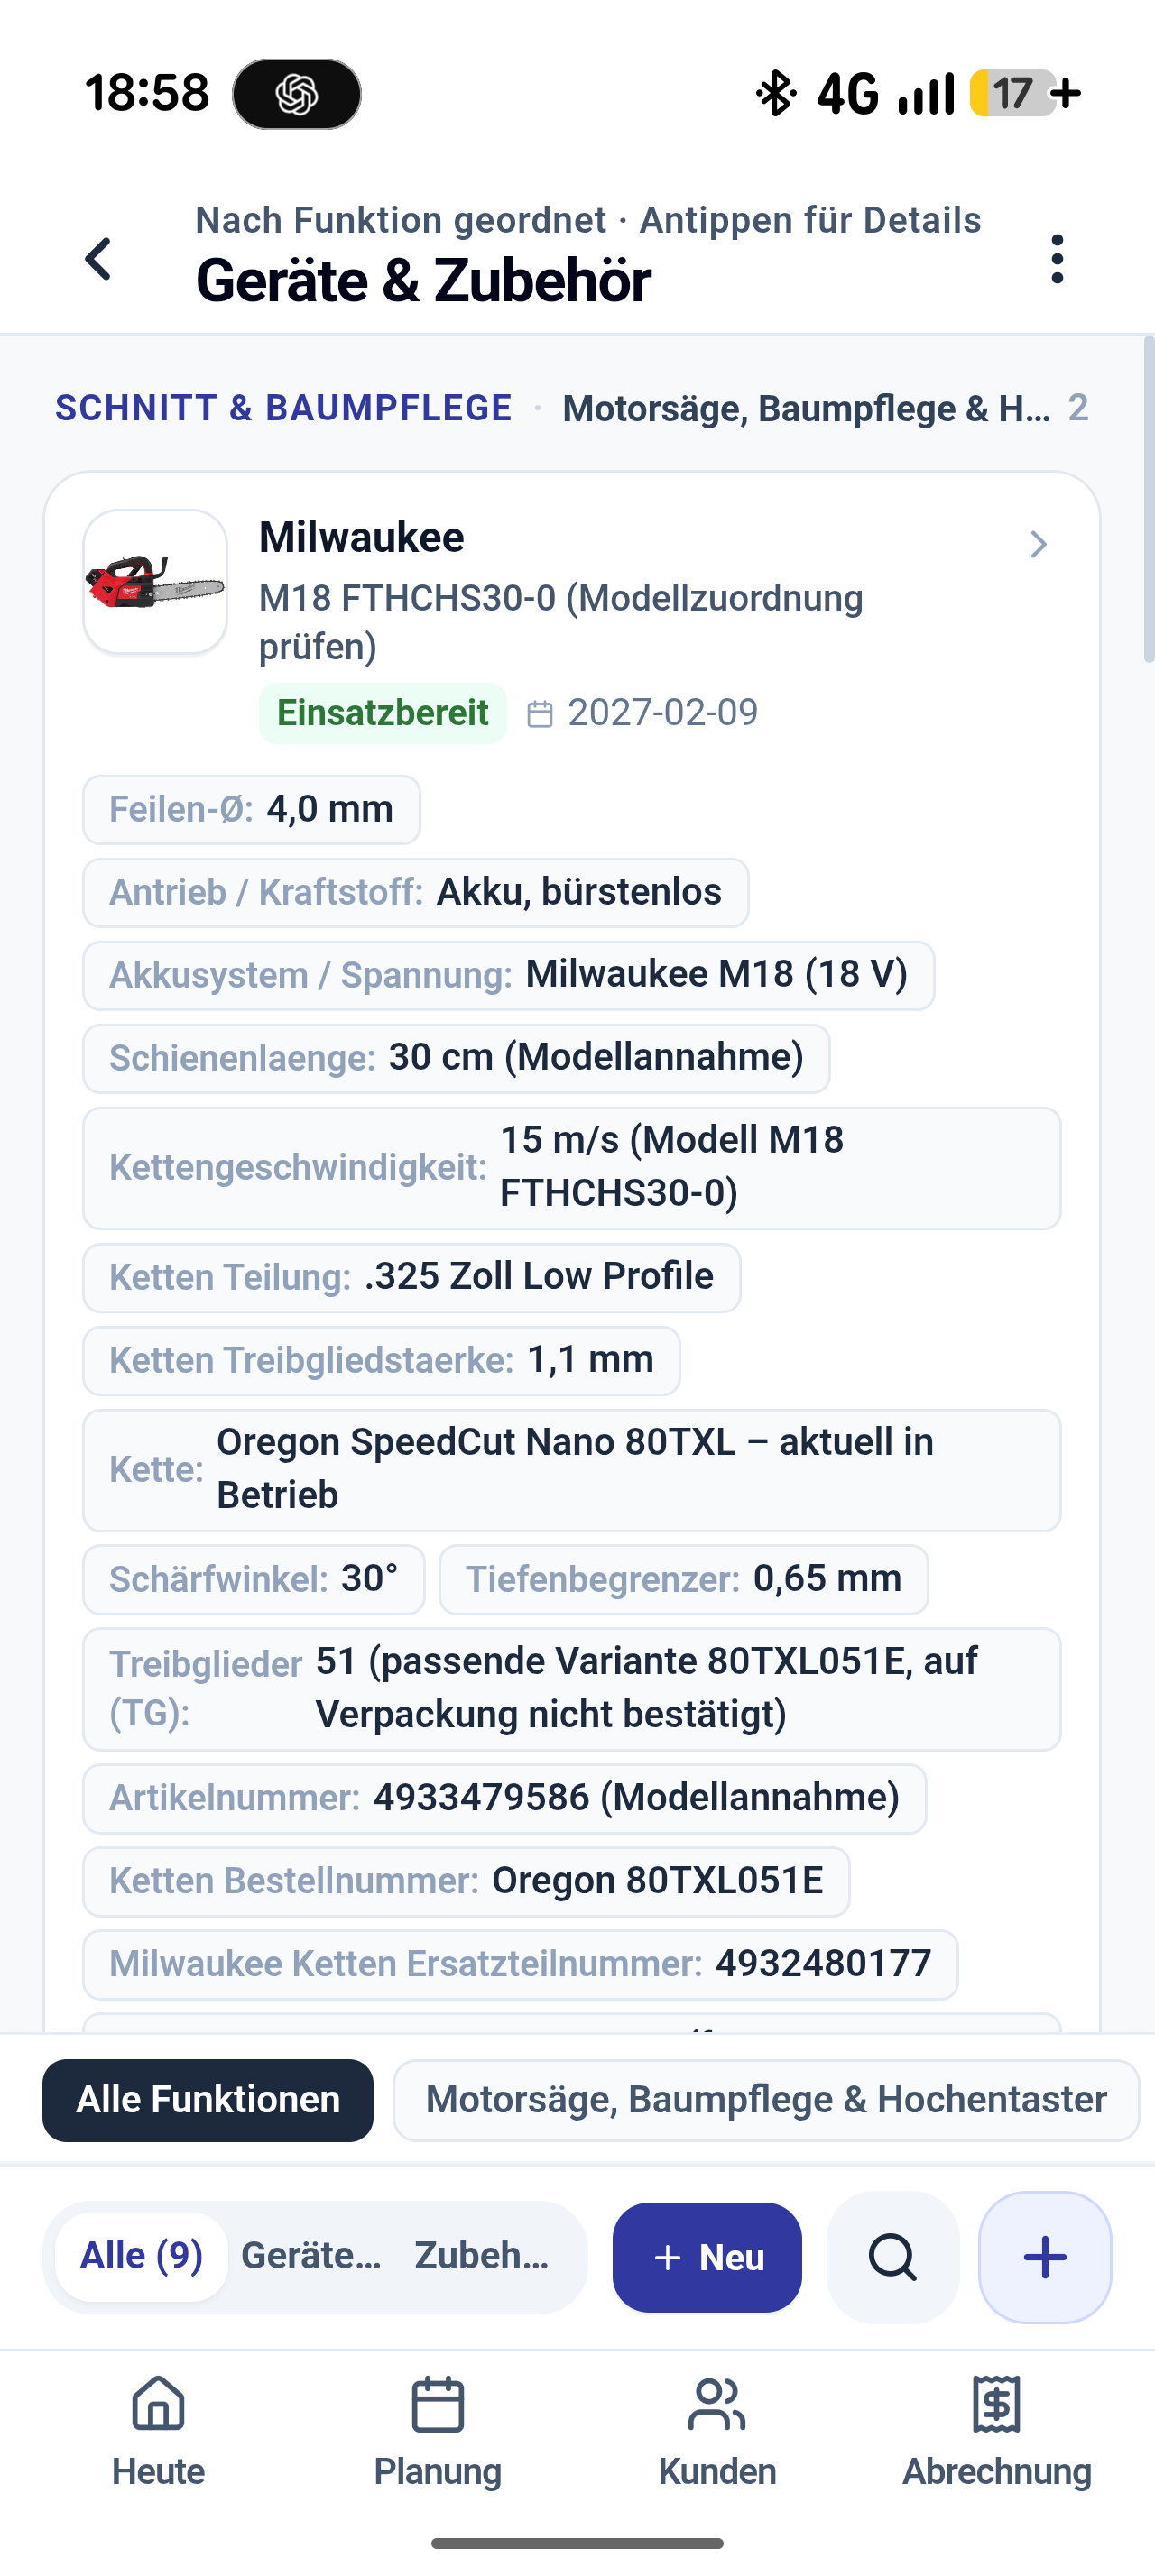 18:58
4G
17
Nach Funktion geordnet · Antippen für Details
Geräte & Zubehör
SCHNITT & BAUMPFLEGE · Motorsäge, Baumpflege & H... 2
Milwaukee
M18 FTHCHS30-0 (Modellzuordnung
prüfen)
Einsatzbereit 2027-02-09
Feilen-Ø: 4,0 mm
Antrieb / Kraftstoff: Akku, bürstenlos
Akkusystem / Spannung: Milwaukee M18 (18 V)
Schienenlaenge: 30 cm (Modellannahme)
Kettengeschwindigkeit: 15 m/s (Modell M18
FTHCHS30-0)
Ketten Teilung: .325 Zoll Low Profile
Ketten Treibgliedstaerke: 1,1 mm
Kette: Oregon SpeedCut Nano 80TXL – aktuell in
Betrieb
Schärfwinkel: 30° Tiefenbegrenzer: 0,65 mm
Treibglieder (TG): 51 (passende Variante 80TXL051E, auf
Verpackung nicht bestätigt)
Artikelnummer: 4933479586 (Modellannahme)
Ketten Bestellnummer: Oregon 80TXL051E
Milwaukee Ketten Ersatzteilnummer: 4932480177
Alle Funktionen Motorsäge, Baumpflege & Hochentaster
Alle (9) Geräte... Zubeh... + Neu
Heute Planung Kunden Abrechnung